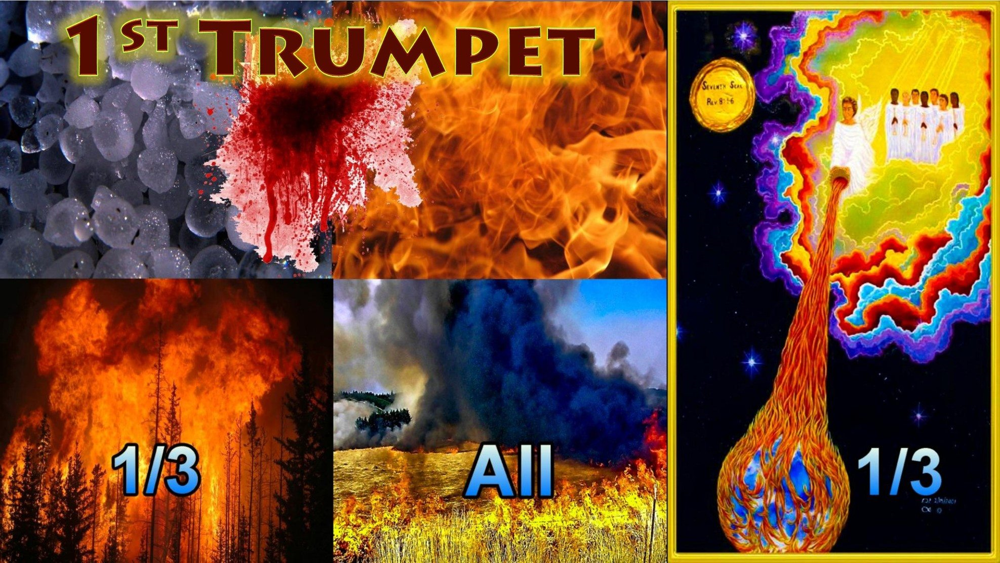 1ST TRUMPET
SEVENTH SEAL
REV 8:1-6
1/3
All
1/3